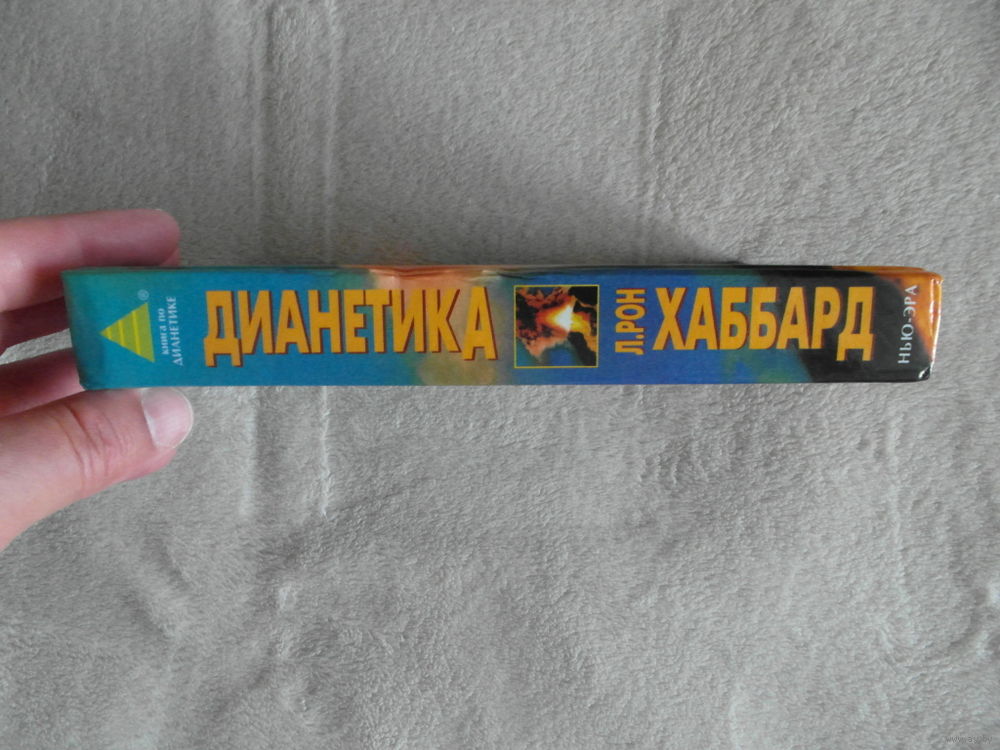 ®
КНИГА ПО
ДИАНЕТИКЕ
ДИАНЕТИКА
Л.РОН
ХАББАРД
НЬЮ-ЭРА